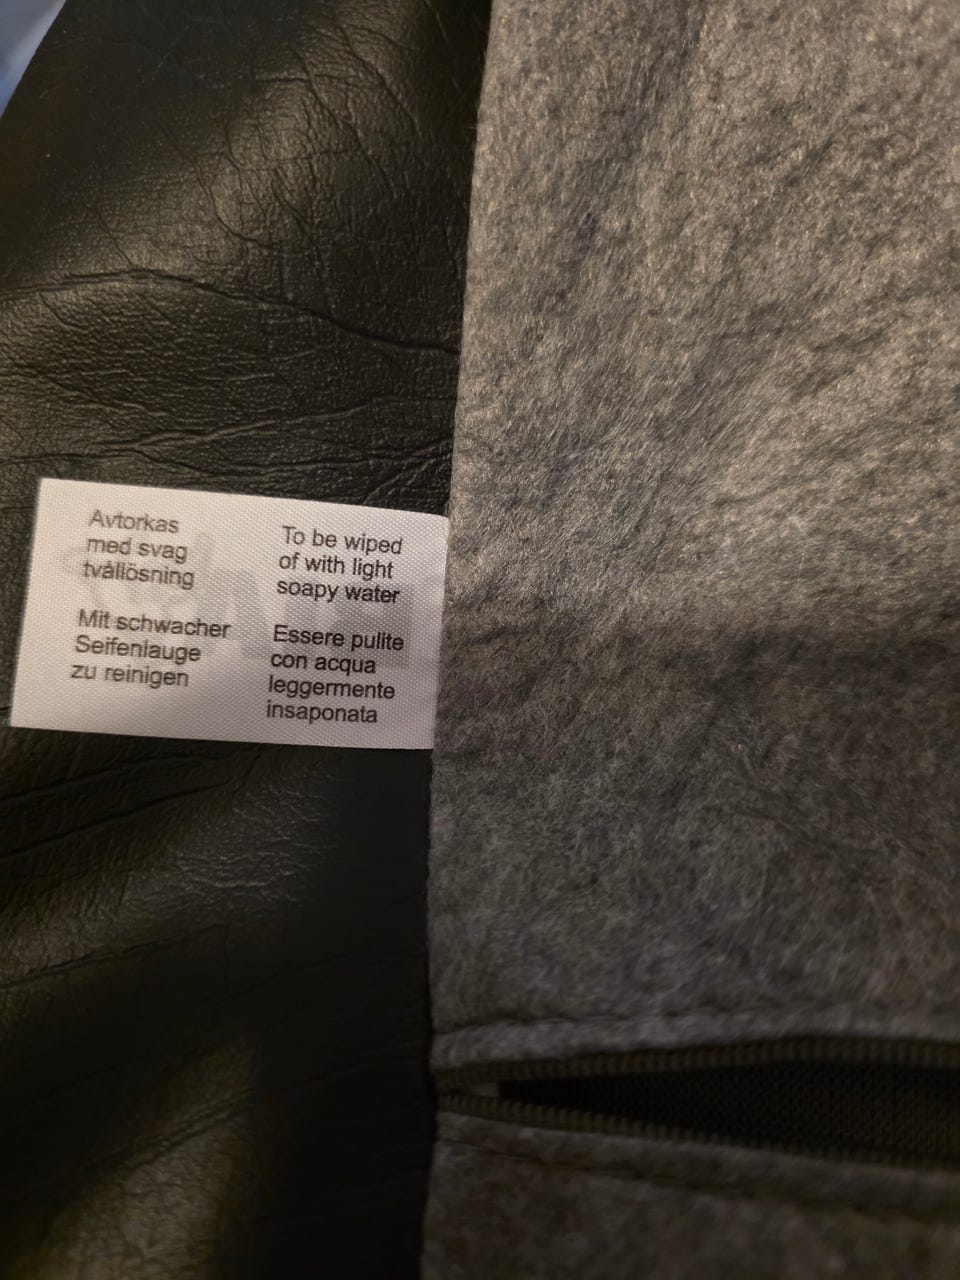 Avtorkas
med svag
tvållösning
Mit schwacher
Seifenlauge
zu reinigen
To be wiped
of with light
soapy water
Essere pulite
con acqua
leggermente
insaponata